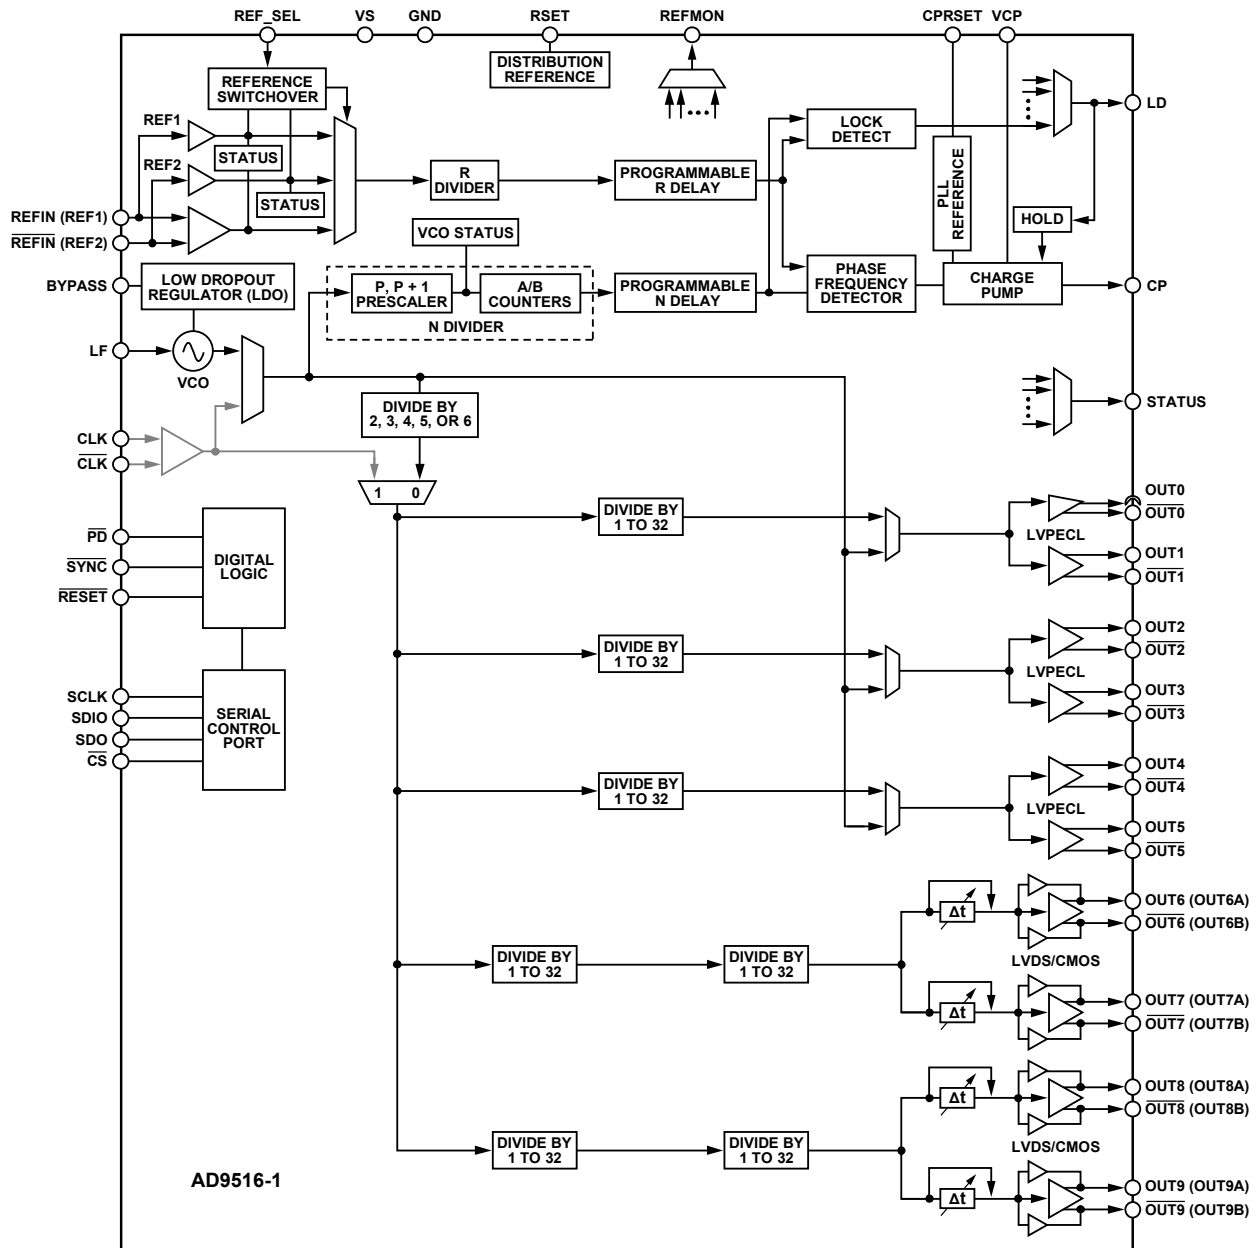 REF_SEL VS GND RSET REFMON CPRSET VCP
DISTRIBUTION
REFERENCE
REFERENCE
SWITCHOVER
LD
REF1
LOCK
DETECT
STATUS
REF2
R
DIVIDER
PROGRAMMABLE
R DELAY
PLL
REFERENCE
STATUS
HOLD
REFIN (REF1)
REFIN (REF2)
VCO STATUS
BYPASS
LOW DROPOUT
REGULATOR (LDO)
P, P + 1
PRESCALER
A/B
COUNTERS
PROGRAMMABLE
N DELAY
PHASE
FREQUENCY
DETECTOR
CHARGE
PUMP
CP
N DIVIDER
LF
VCO
DIVIDE BY
2, 3, 4, 5, OR 6
STATUS
CLK
CLK
1 0
OUT0
OUT0
DIVIDE BY
1 TO 32
LVPECL
OUT1
OUT1
PD
SYNC
RESET
DIGITAL
LOGIC
OUT2
OUT2
DIVIDE BY
1 TO 32
LVPECL
OUT3
OUT3
SCLK
SDIO
SDO
CS
SERIAL
CONTROL
PORT
OUT4
OUT4
DIVIDE BY
1 TO 32
LVPECL
OUT5
OUT5
Δt
OUT6 (OUT6A)
OUT6 (OUT6B)
DIVIDE BY
1 TO 32
DIVIDE BY
1 TO 32
LVDS/CMOS
Δt
OUT7 (OUT7A)
OUT7 (OUT7B)
Δt
OUT8 (OUT8A)
OUT8 (OUT8B)
DIVIDE BY
1 TO 32
DIVIDE BY
1 TO 32
LVDS/CMOS
AD9516-1
Δt
OUT9 (OUT9A)
OUT9 (OUT9B)